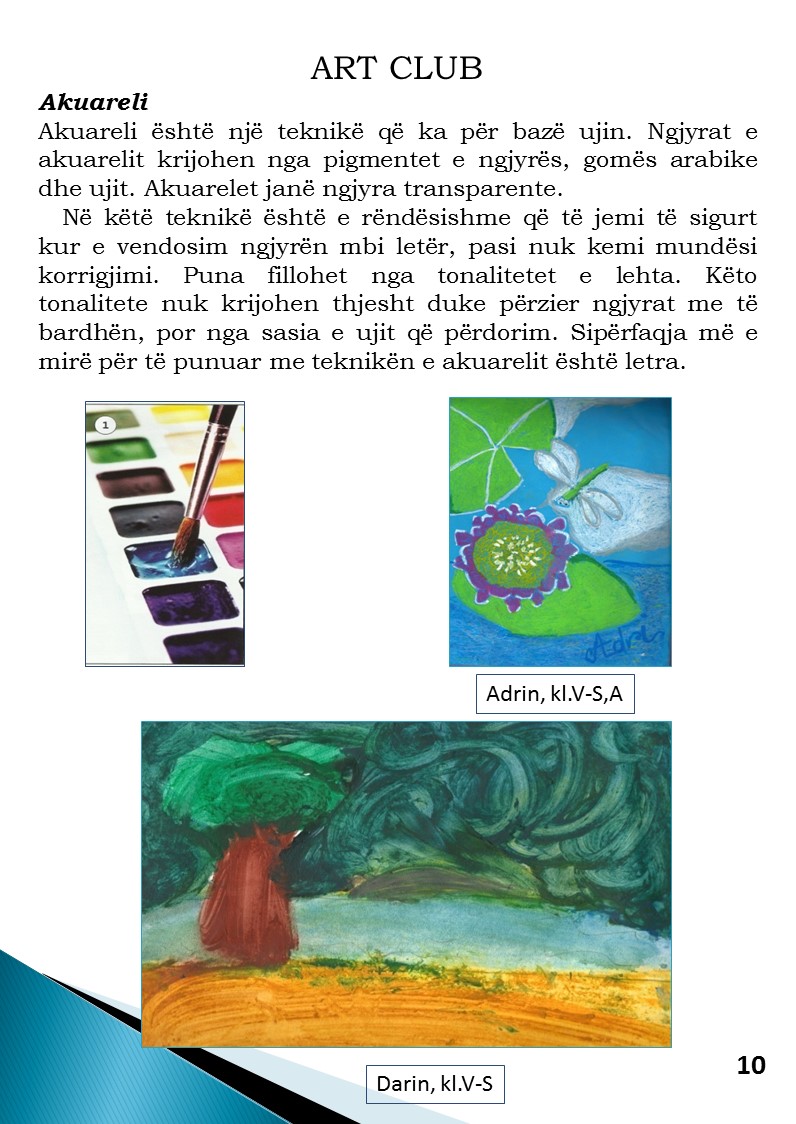 ART CLUB
Akuareli
Akuareli është një teknikë që ka për bazë ujin. Ngjyrat e
akuarelit krijohen nga pigmentet e ngjyrës, gomës arabike
dhe ujit. Akuarelet janë ngjyra transparente.
Në këtë teknikë është e rëndësishme që të jemi të sigurt
kur e vendosim ngjyrën mbi letër, pasi nuk kemi mundësi
korrigjimi. Puna fillohet nga tonalitetet e lehta. Këto
tonalitete nuk krijohen thjesht duke përzier ngjyrat me të
bardhën, por nga sasia e ujit që përdorim. Sipërfaqja më e
mirë për të punuar me teknikën e akuarelit është letra.
1
Adrin
Adrin, kl.V-S,A
Darin, kl.V-S
10